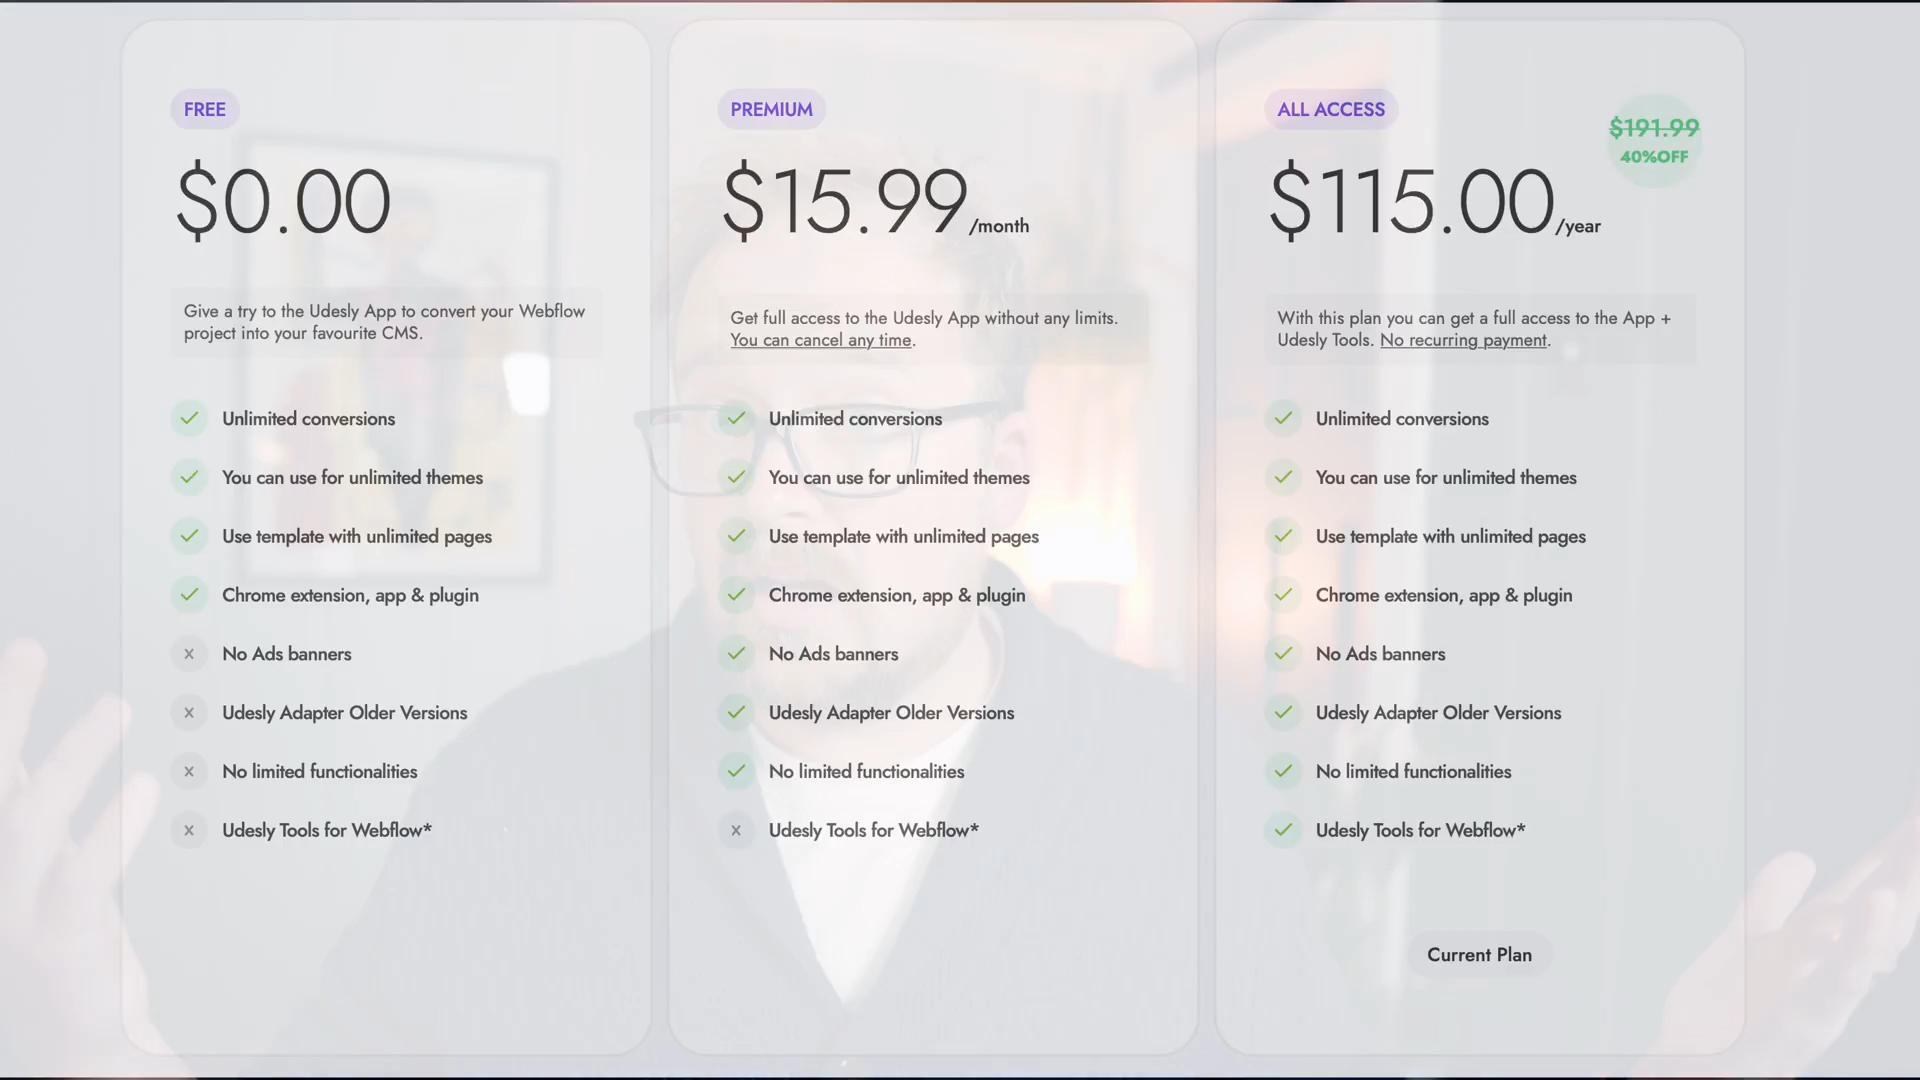 FREE
$0.00
Give a try to the Udesly App to convert your Webflow
project into your favourite CMS.
Unlimited conversions
You can use for unlimited themes
Use template with unlimited pages
Chrome extension, app & plugin
No Ads banners
Udesly Adapter Older Versions
No limited functionalities
Udesly Tools for Webflow*
PREMIUM
$15.99/month
Get full access to the Udesly App without any limits.
You can cancel any time.
Unlimited conversions
You can use for unlimited themes
Use template with unlimited pages
Chrome extension, app & plugin
No Ads banners
Udesly Adapter Older Versions
No limited functionalities
Udesly Tools for Webflow*
ALL ACCESS
$191.99
40%OFF
$115.00/year
With this plan you can get a full access to the App +
Udesly Tools. No recurring payment.
Unlimited conversions
You can use for unlimited themes
Use template with unlimited pages
Chrome extension, app & plugin
No Ads banners
Udesly Adapter Older Versions
No limited functionalities
Udesly Tools for Webflow*
Current Plan